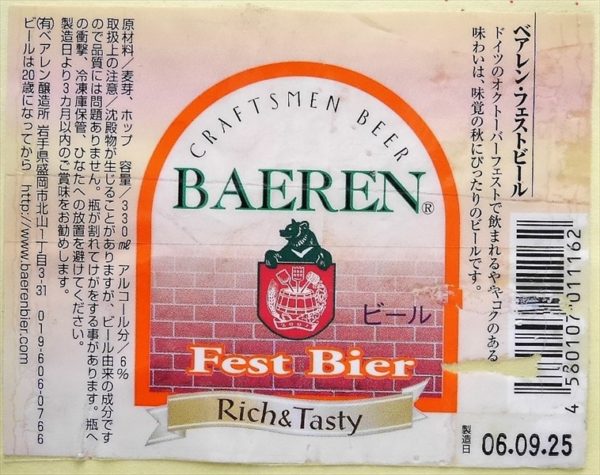 ベアレン・フェストビール
ドイツのオクトーバーフェストで飲まれるややコクのある
味わいは、味覚の秋にぴったりのビールです。
CRAFTSMEN BEER
BAEREN®
ビール
Fest Bier
Rich&Tasty
原材料／麦芽、ホップ 容量／330㎖ アルコール分／6％
取扱上の注意／沈殿物が生じることがありますが、ビール由来の成分です
ので品質には問題ありません。瓶が割れてけがをする事があります。瓶へ
の衝撃、冷凍庫保管、ひなたへの放置を避けてください。
製造日より3カ月以内のご賞味をお勧めします。
㈲ベアレン醸造所 岩手県盛岡市北山一丁目3-31 019-606-0766
ビールは20歳になってから http://www.baerenbier.com
4 580107 011162
製造日 06.09.25